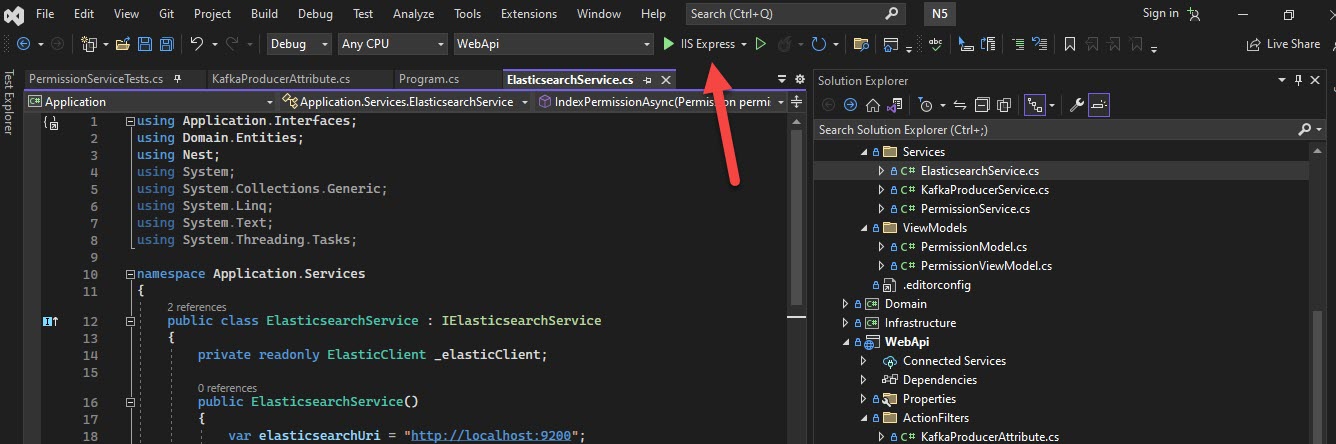 File Edit View Git Project Build Debug Test Analyze Tools Extensions Window Help Search (Ctrl+Q) N5 Sign in
Debug Any CPU WebApi IIS Express abc Live Share
Test Explorer
PermissionServiceTests.cs KafkaProducerAttribute.cs Program.cs ElasticsearchService.cs
C# Application Application.Services.ElasticsearchService IndexPermissionAsync(Permission permi
1 using Application.Interfaces;
2 using Domain.Entities;
3 using Nest;
4 using System;
5 using System.Collections.Generic;
6 using System.Linq;
7 using System.Text;
8 using System.Threading.Tasks;
9
10 namespace Application.Services
11 {
2 references
12 public class ElasticsearchService : IElasticsearchService
13 {
14 private readonly ElasticClient _elasticClient;
15
0 references
16 public ElasticsearchService()
17 {
18 var elasticsearchUri = "http://localhost:9200";
Solution Explorer
Search Solution Explorer (Ctrl+;)
Services
C# ElasticsearchService.cs
C# KafkaProducerService.cs
C# PermissionService.cs
ViewModels
C# PermissionModel.cs
C# PermissionViewModel.cs
.editorconfig
C# Domain
C# Infrastructure
WebApi
Connected Services
Dependencies
Properties
ActionFilters
C# KafkaProducerAttribute.cs